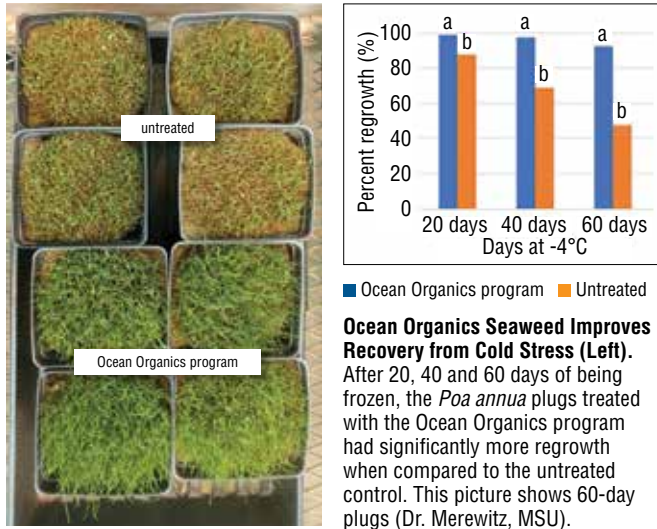 untreated
Ocean Organics program
Percent regrowth (%)
100
80
60
40
20
0
a
b
a
b
a
b
20 days 40 days 60 days
Days at -4°C
Ocean Organics program Untreated
Ocean Organics Seaweed Improves
Recovery from Cold Stress (Left).
After 20, 40 and 60 days of being
frozen, the Poa annua plugs treated
with the Ocean Organics program
had significantly more regrowth
when compared to the untreated
control. This picture shows 60-day
plugs (Dr. Merewitz, MSU).